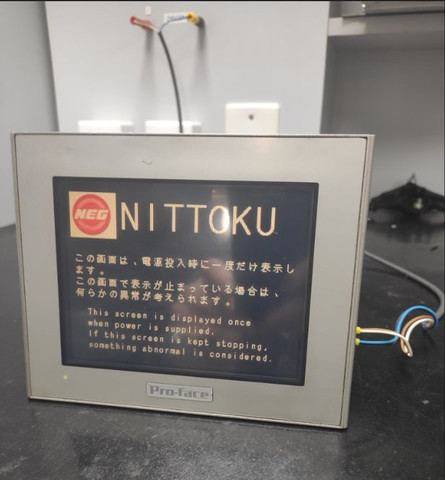 NEG
NITTOKU
この画面は、電源投入時に一度だけ表示し
ます。
この画面で表示が止まっている場合は、
何らかの異常が考えられます。
This screen is displayed once
when power is supplied.
If this screen is kept stopping,
something abnormal is considered.
Pro-face